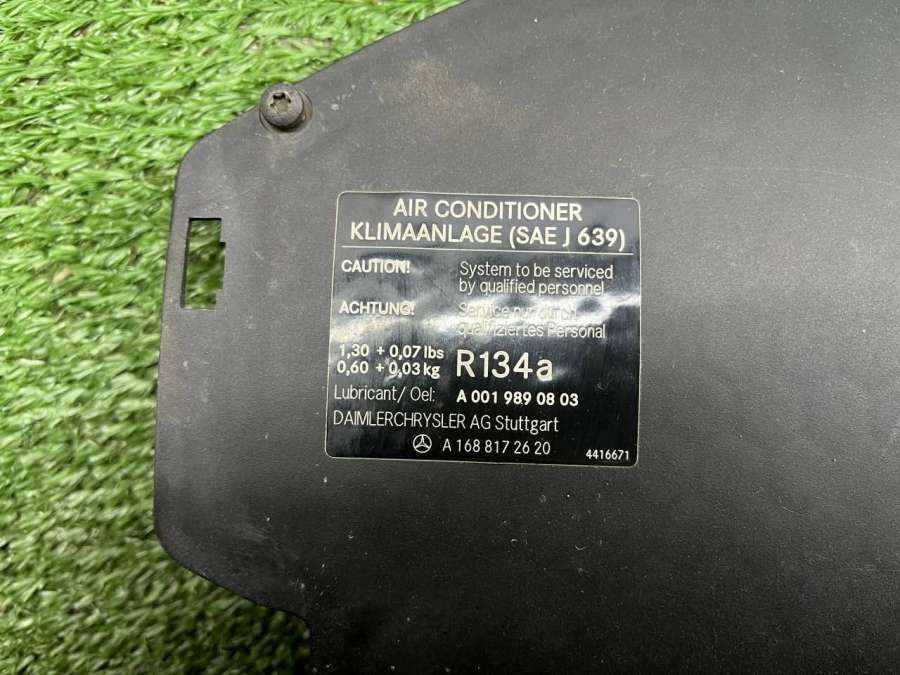 AIR CONDITIONER
KLIMAANLAGE (SAE J 639)
CAUTION! System to be serviced
by qualified personnel
ACHTUNG! Service nur durch
qualifiziertes Personal
1,30 + 0,07 lbs
0,60 + 0,03 kg R134a
Lubricant/ Oel: A 001 989 08 03
DAIMLERCHRYSLER AG Stuttgart
A 168 817 26 20
4416671